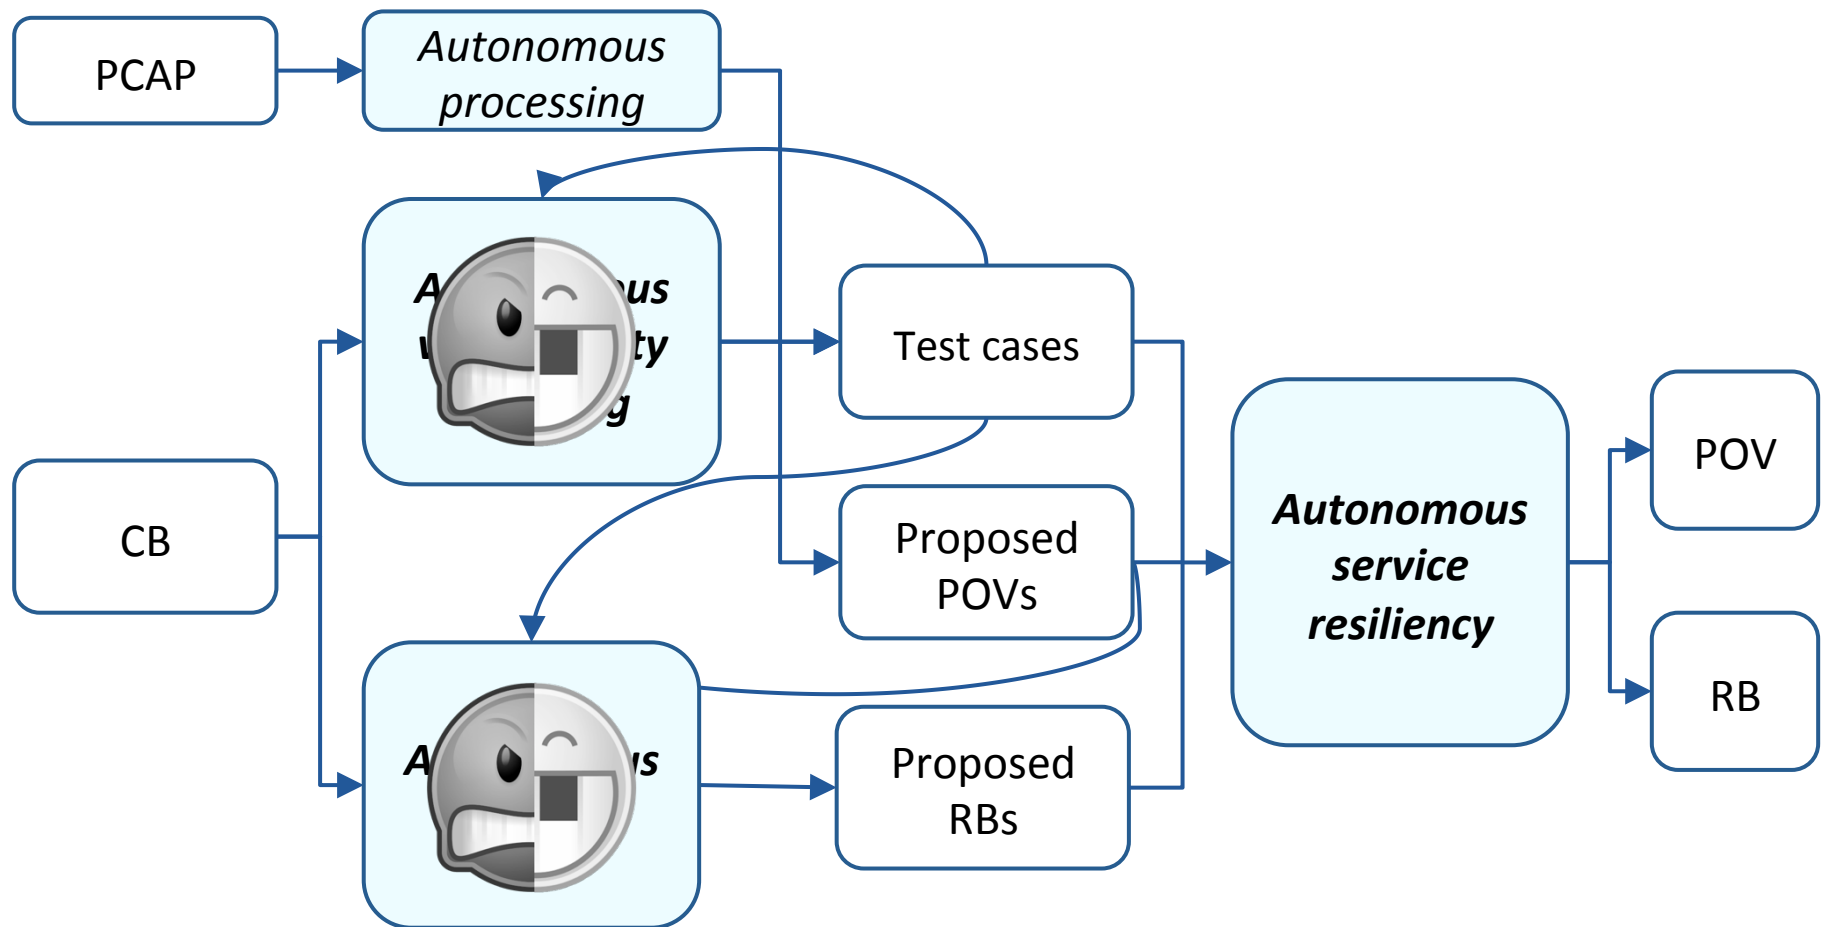 PCAP
Autonomous
processing
Test cases
CB
Proposed
POVs
Autonomous
service
resiliency
POV
RB
Proposed
RBs